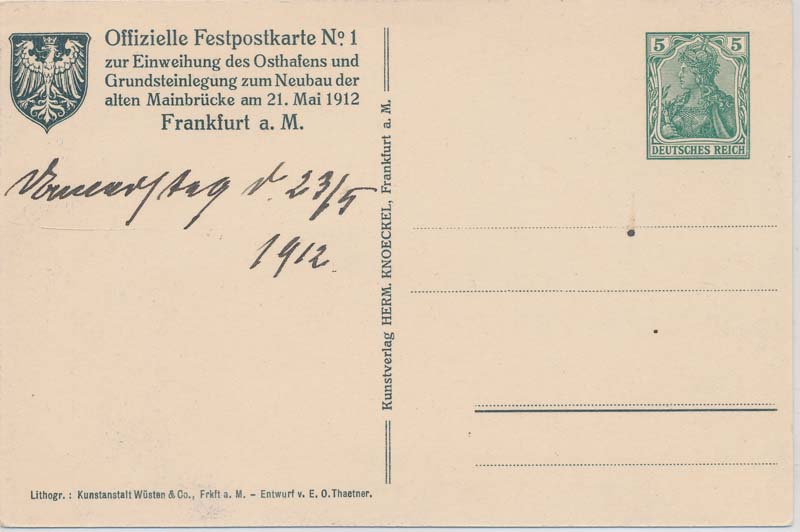 Offizielle Festpostkarte No. 1
zur Einweihung des Osthafens und
Grundsteinlegung zum Neubau der
alten Mainbrücke am 21. Mai 1912
Frankfurt a. M.
Donnerstag d. 23/5
1912
Kunstverlag HERM. KNOECKEL, Frankfurt a. M.
5 5
DEUTSCHES REICH
Lithogr.: Kunstanstalt Wüsten & Co., Frkft a. M. – Entwurf v. E. O. Thaetner.